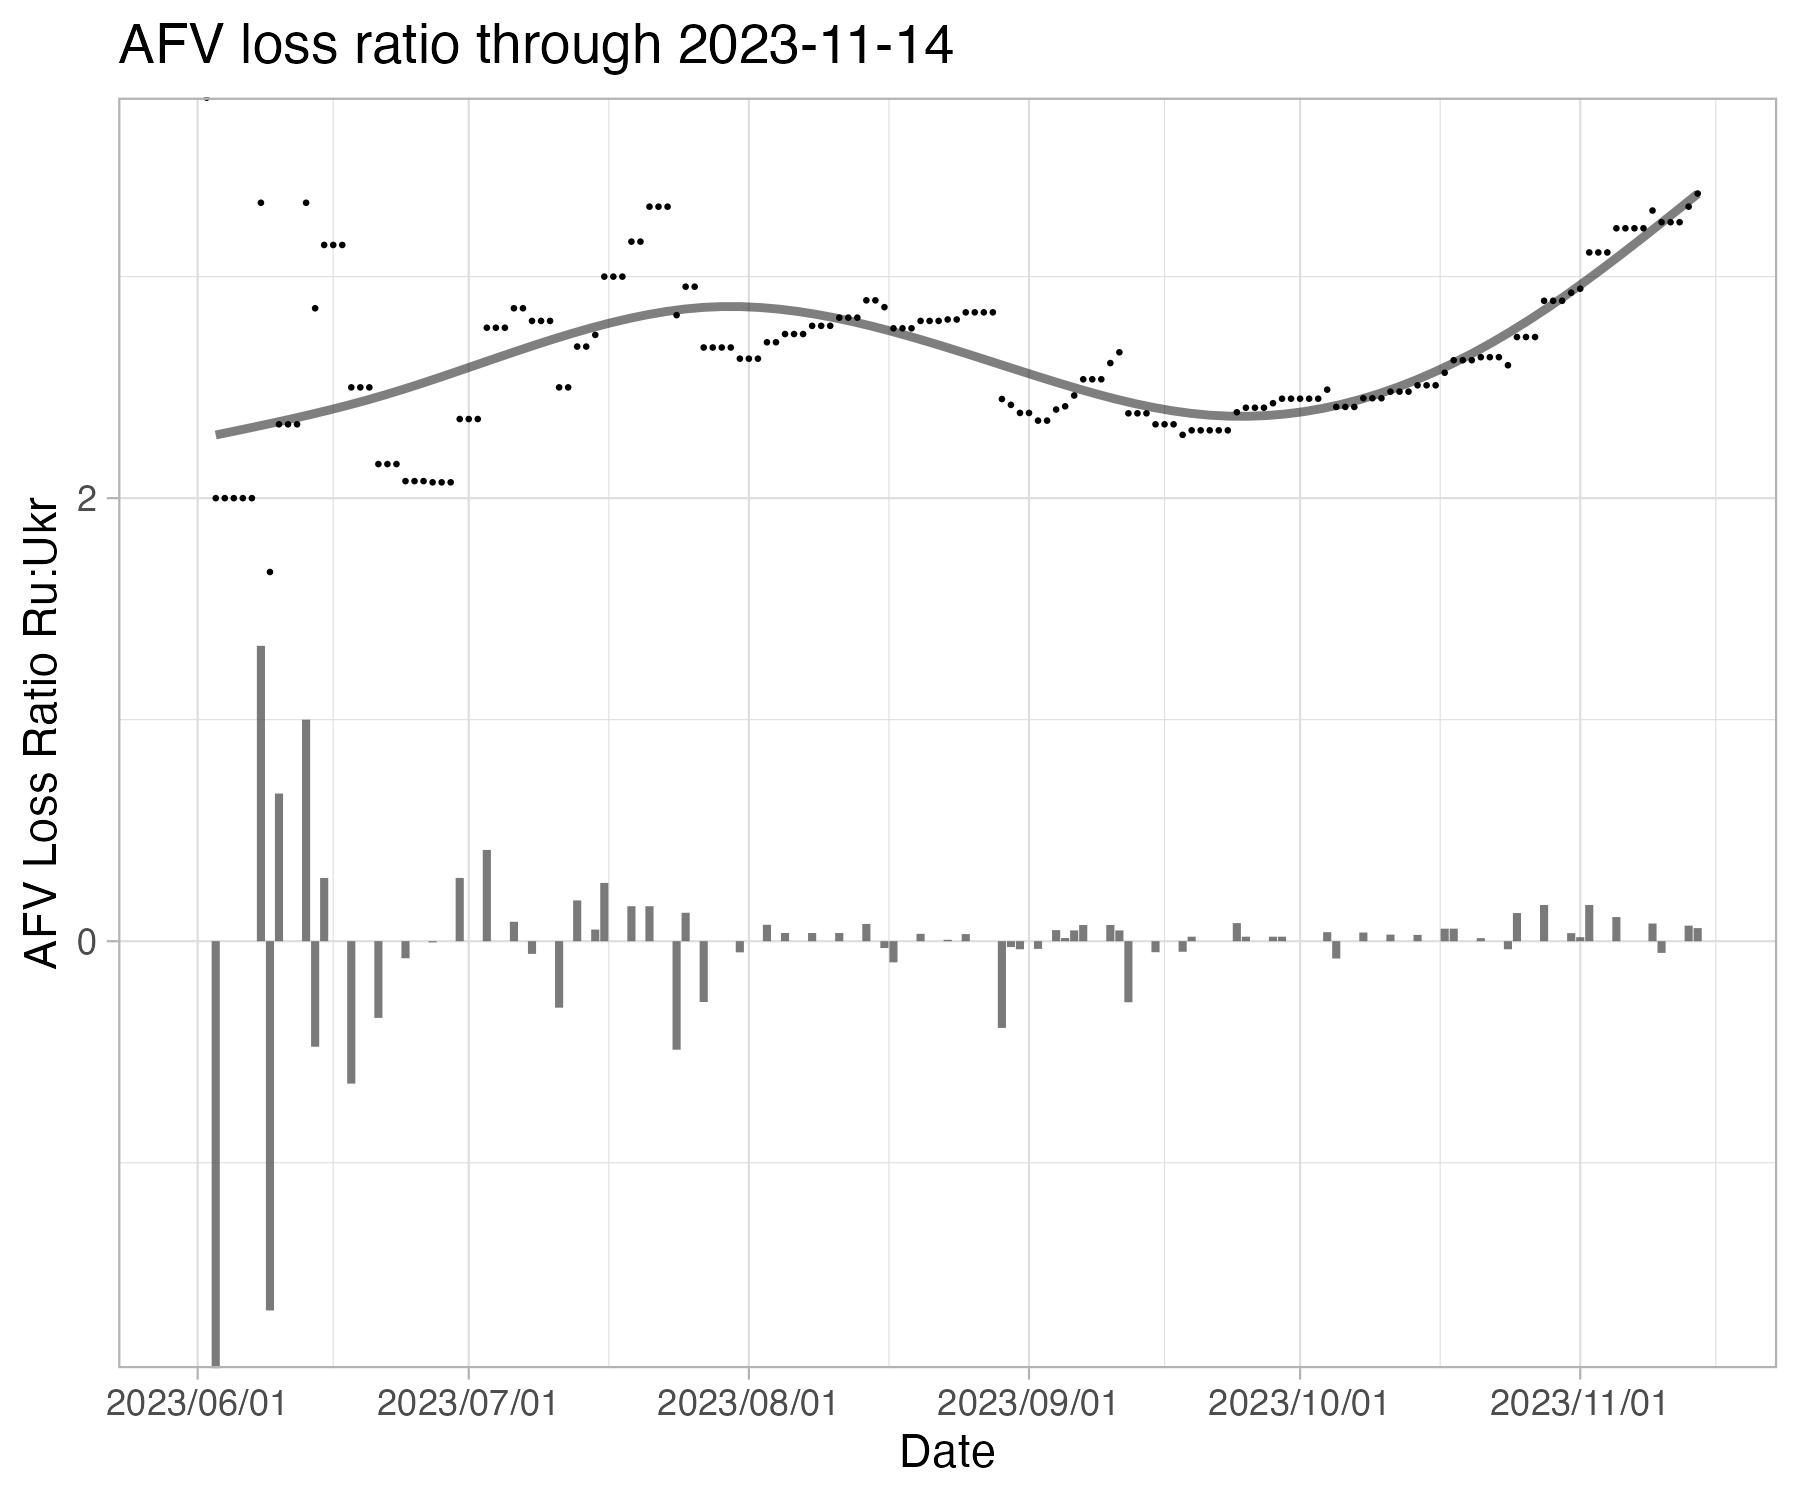 AFV loss ratio through 2023-11-14
AFV Loss Ratio Ru:Ukr
2
0
2023/06/01 2023/07/01 2023/08/01 2023/09/01 2023/10/01 2023/11/01
Date